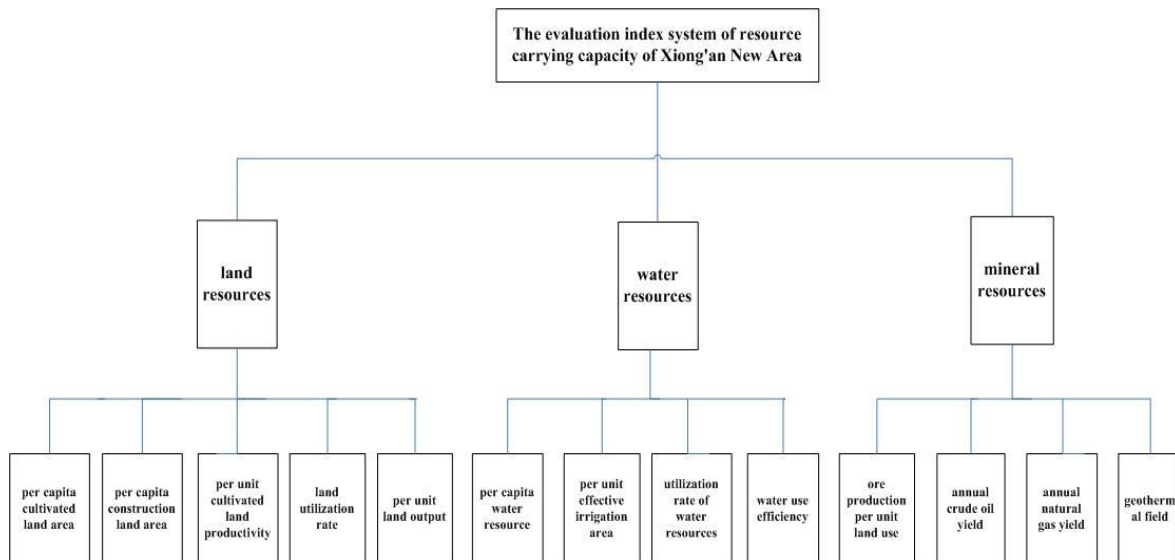 The evaluation index system of resource
carrying capacity of Xiong'an New Area
land
resources
water
resources
mineral
resources
per capita
cultivated
land area
per capita
construction
land area
per unit
cultivated
land
productivity
land
utilization
rate
per unit
land output
per capita
water
resource
per unit
effective
irrigation
area
utilization
rate of
water
resources
water use
efficiency
ore
production
per unit
land use
annual
crude oil
yield
annual
natural
gas yield
geotherm
al field